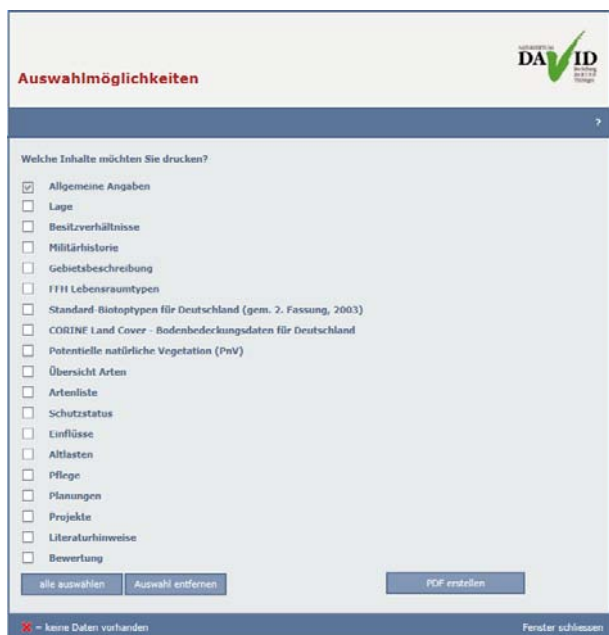 Auswahlmöglichkeiten
DAVID
?
Welche Inhalte möchten Sie drucken?
Allgemeine Angaben
Lage
Besitzverhältnisse
Militärhistorie
Gebietsbeschreibung
FFH Lebensraumtypen
Standard-Biotoptypen für Deutschland (gem. 2. Fassung, 2003)
CORINE Land Cover - Bodenbedeckungsdaten für Deutschland
Potentielle natürliche Vegetation (PnV)
Übersicht Arten
Artenliste
Schutzstatus
Einflüsse
Altlasten
Pflege
Planungen
Projekte
Literaturhinweise
Bewertung
alle auswählen Auswahl entfernen PDF erstellen
= keine Daten vorhanden Fenster schliessen